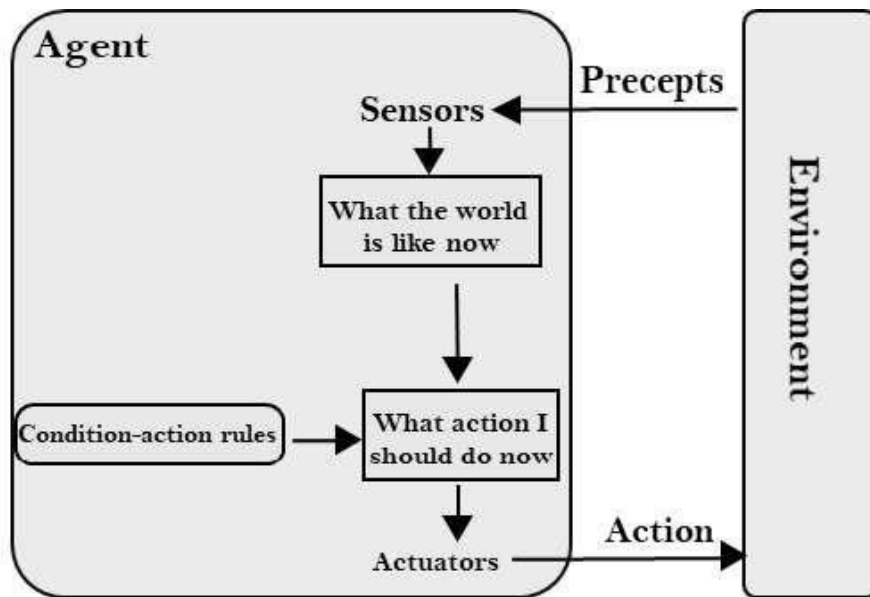 Agent
Precepts
Sensors
What the world
is like now
Environment
Condition-action rules
What action I
should do now
Actuators
Action